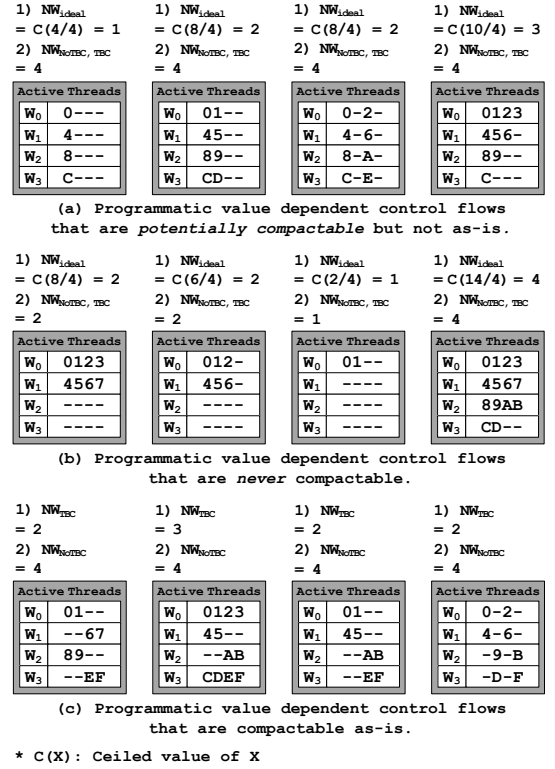 1) NWideal 1) NWideal 1) NWideal 1) NWideal
= C(4/4) = 1 = C(8/4) = 2 = C(8/4) = 2 =C(10/4) = 3
2) NWNoTBC, TBC 2) NWNoTBC, TBC 2) NWNoTBC, TBC 2) NWNoTBC, TBC
= 4 = 4 = 4 = 4
Active Threads Active Threads Active Threads Active Threads
W0 0--- W0 01-- W0 0-2- W0 0123
W1 4--- W1 45-- W1 4-6- W1 456-
W2 8--- W2 89-- W2 8-A- W2 89--
W3 C--- W3 CD-- W3 C-E- W3 C---
(a) Programmatic value dependent control flows
that are potentially compactable but not as-is.
1) NWideal 1) NWideal 1) NWideal 1) NWideal
= C(8/4) = 2 = C(6/4) = 2 = C(2/4) = 1 =C(14/4) = 4
2) NWNoTBC, TBC 2) NWNoTBC, TBC 2) NWNoTBC, TBC 2) NWNoTBC, TBC
= 2 = 2 = 1 = 4
Active Threads Active Threads Active Threads Active Threads
W0 0123 W0 012- W0 01-- W0 0123
W1 4567 W1 456- W1 ---- W1 4567
W2 ---- W2 ---- W2 ---- W2 89AB
W3 ---- W3 ---- W3 ---- W3 CD--
(b) Programmatic value dependent control flows
that are never compactable.
1) NWTBC 1) NWTBC 1) NWTBC 1) NWTBC
= 2 = 3 = 2 = 2
2) NWNoTBC 2) NWNoTBC 2) NWNoTBC 2) NWNoTBC
= 4 = 4 = 4 = 4
Active Threads Active Threads Active Threads Active Threads
W0 01-- W0 0123 W0 01-- W0 0-2-
W1 --67 W1 45-- W1 45-- W1 4-6-
W2 89-- W2 --AB W2 --AB W2 -9-B
W3 --EF W3 CDEF W3 --EF W3 -D-F
(c) Programmatic value dependent control flows
that are compactable as-is.
* C(X): Ceiled value of X